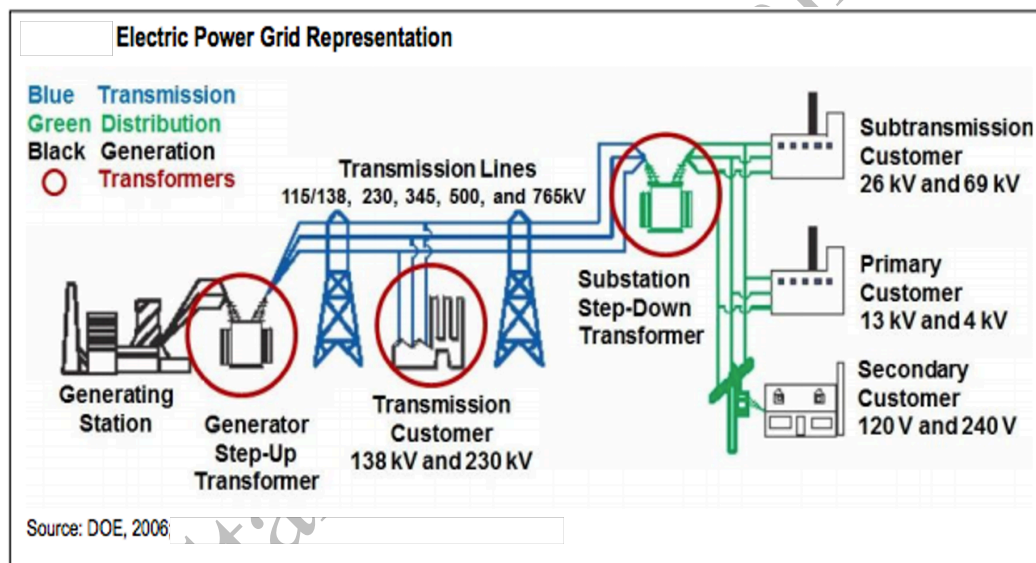 Electric Power Grid Representation
Blue Transmission
Green Distribution
Black Generation
Transformers
Transmission Lines
115/138, 230, 345, 500, and 765kV
Subtransmission
Customer
26 kV and 69 kV
Primary
Customer
13 kV and 4 kV
Substation
Step-Down
Transformer
Secondary
Customer
120 V and 240 V
Generating
Station
Generator
Step-Up
Transformer
Transmission
Customer
138 kV and 230 kV
Source: DOE, 2006;